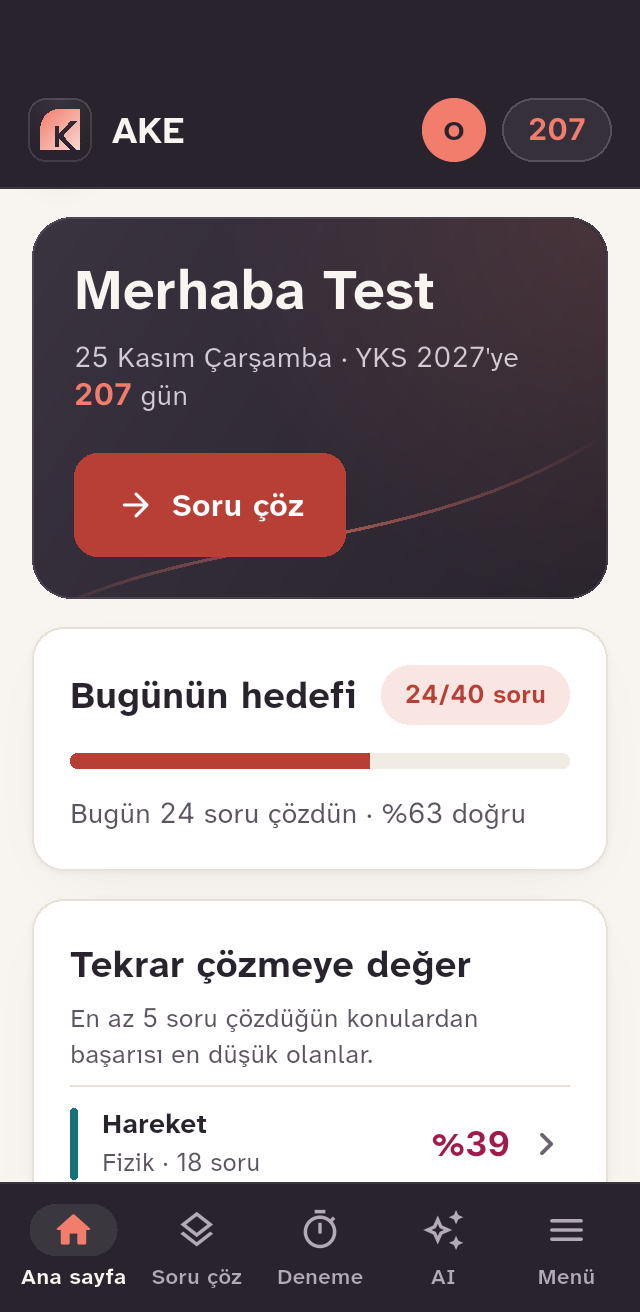 K
AKE
O
207
Merhaba Test
25 Kasım Çarşamba · YKS 2027'ye
207 gün
Soru çöz
Bugünün hedefi
24/40 soru
Bugün 24 soru çözdün · %63 doğru
Tekrar çözmeye değer
En az 5 soru çözdüğün konulardan
başarısı en düşük olanlar.
Hareket
%39
Fizik · 18 soru
Ana sayfa
Soru çöz
Deneme
AI
Menü